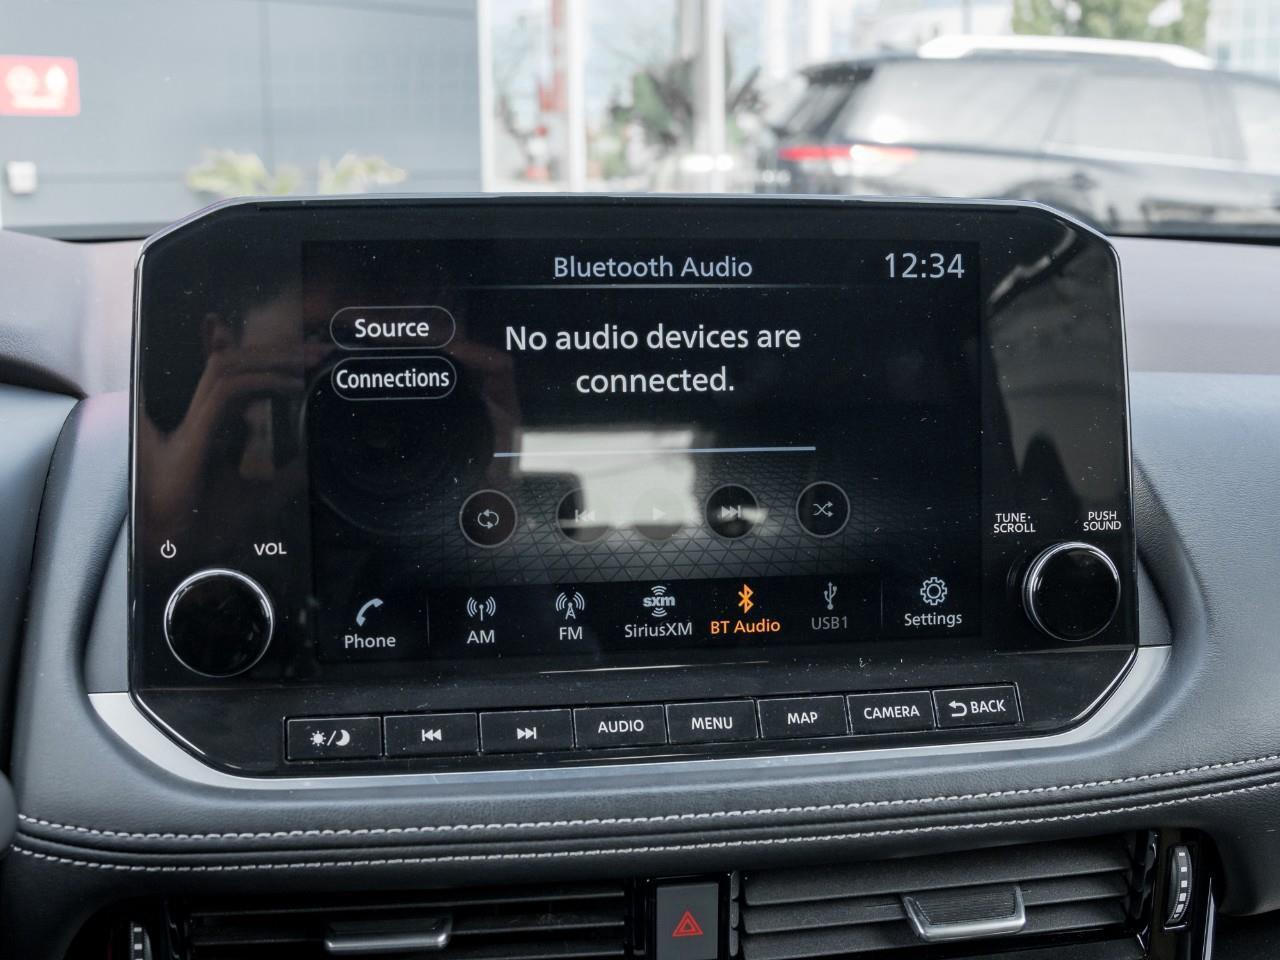 Bluetooth Audio
12:34
Source
No audio devices are
connected.
Connections
TUNE·
SCROLL
PUSH
SOUND
VOL
Phone
AM
FM
sxm
SiriusXM
BT Audio
USB1
Settings
AUDIO
MENU
MAP
CAMERA
BACK